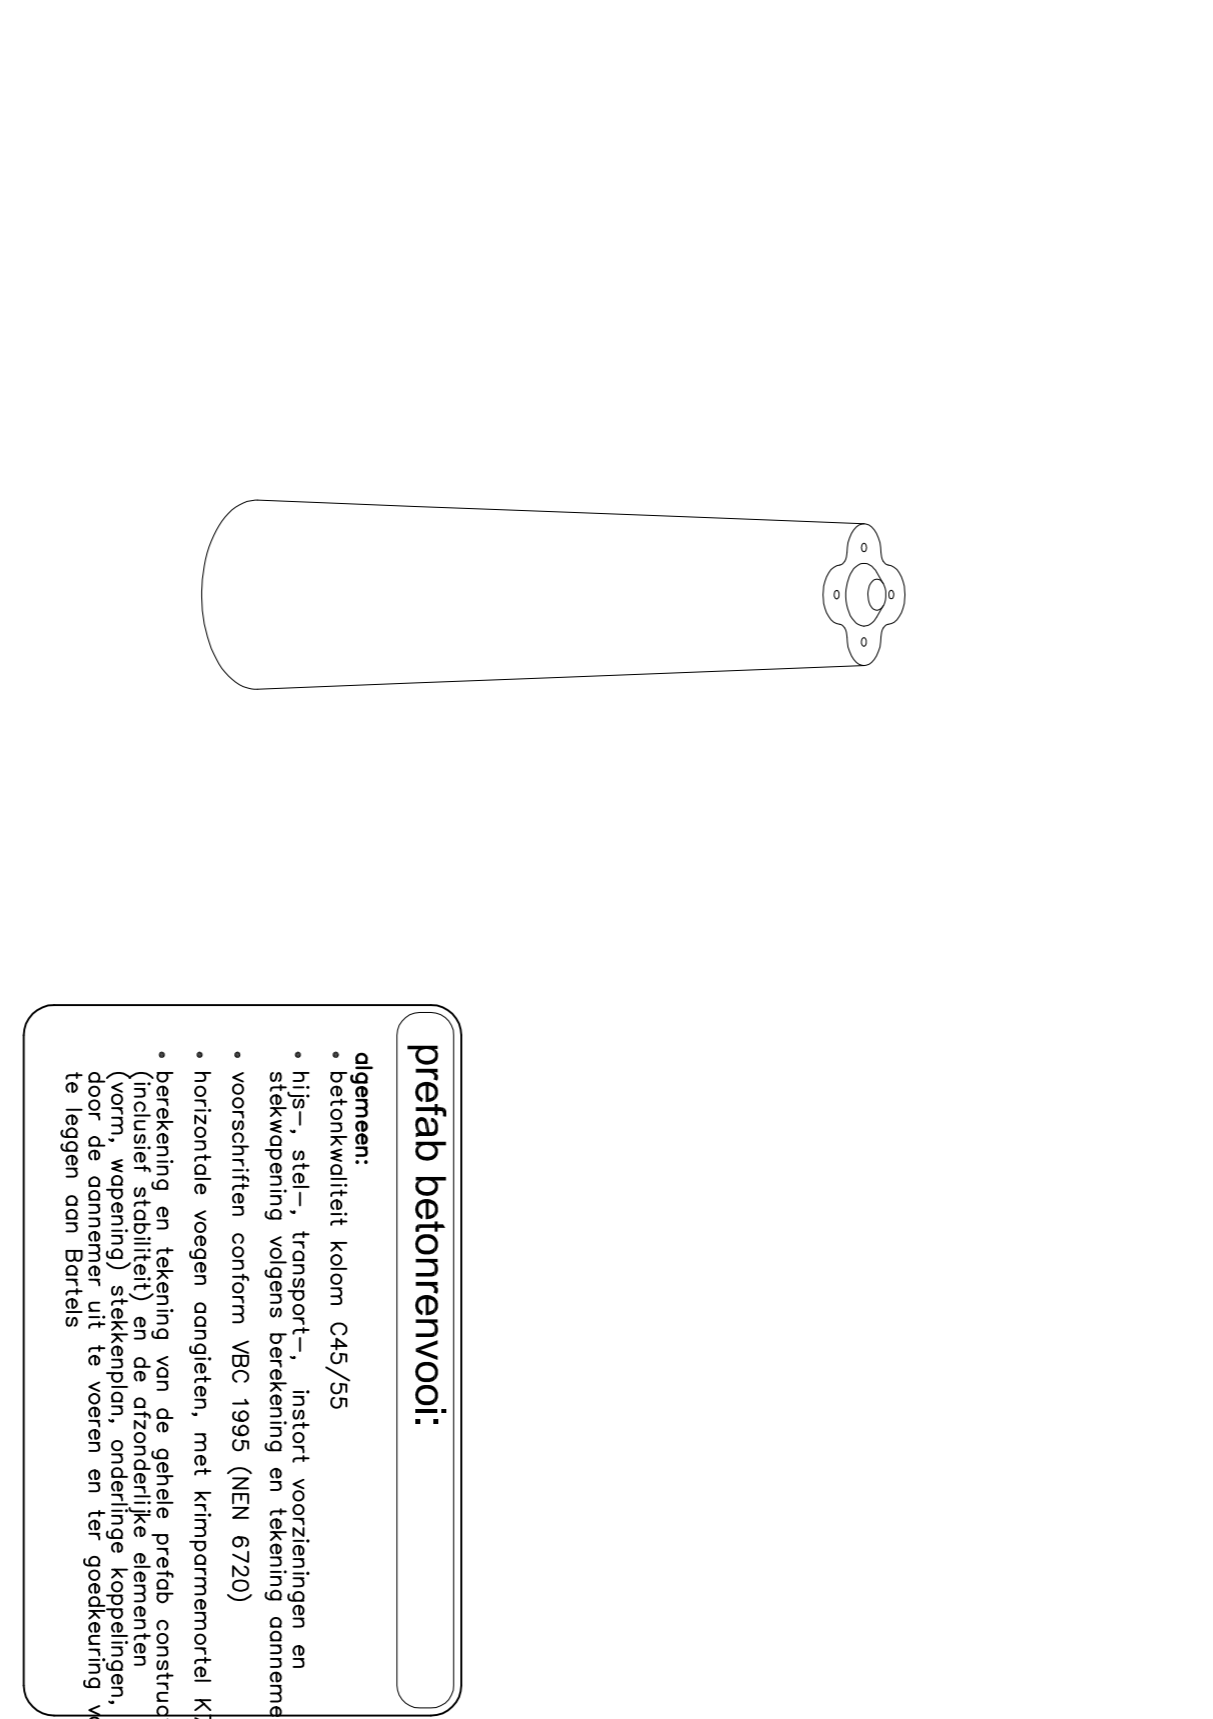 prefab betonrenvooi:
algemeen:
• betonkwaliteit kolom C45/55
• hijs-, stel-, transport-, instort voorzieningen en
stekwapening volgens berekening en tekening
• voorschriften conform VBC 1995 (NEN 6720)
• horizontale voegen aangieten, met krimparmemortel
• berekening en tekening van de gehele prefab
(inclusief stabiliteit) en de afzonderlijke elementen
(vorm, wapening) stekkenplan, onderlinge koppelingen,
door de aannemer uit te voeren en ter goedkeuring
te leggen aan Bartels